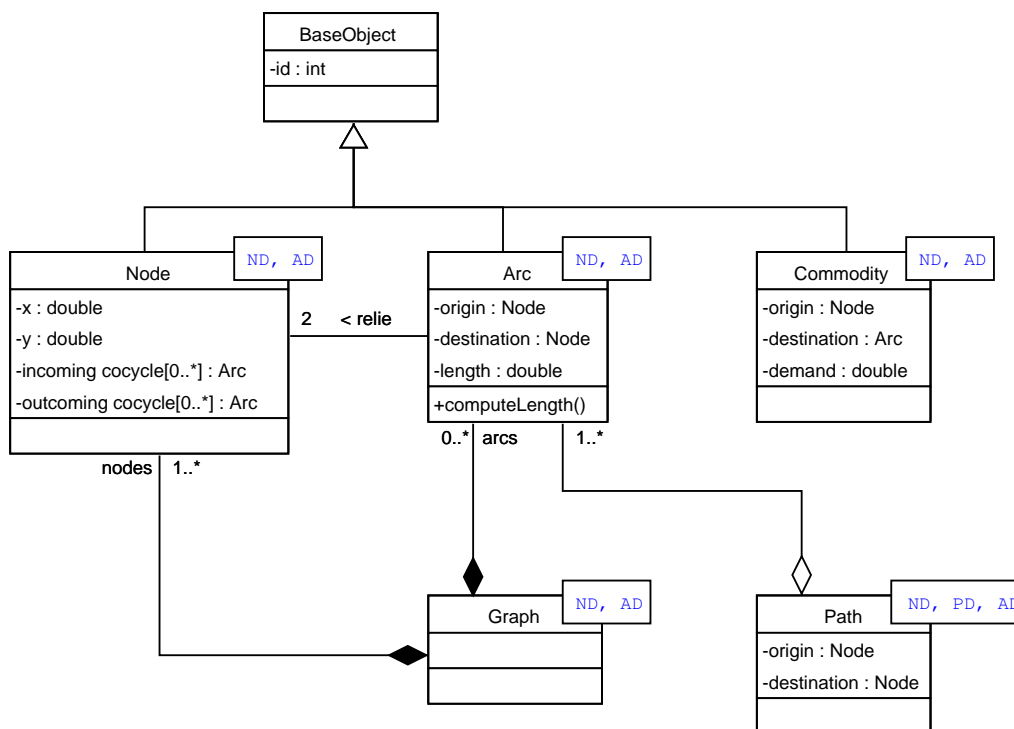 BaseObject
-id : int
Node
ND, AD
-x : double
-y : double
-incoming cocycle[0..*] : Arc
-outcoming cocycle[0..*] : Arc
2 < relie
Arc
ND, AD
-origin : Node
-destination : Node
-length : double
+computeLength()
Commodity
ND, AD
-origin : Node
-destination : Arc
-demand : double
nodes 1..*
0..* arcs
1..*
Graph
ND, AD
Path
ND, PD, AD
-origin : Node
-destination : Node